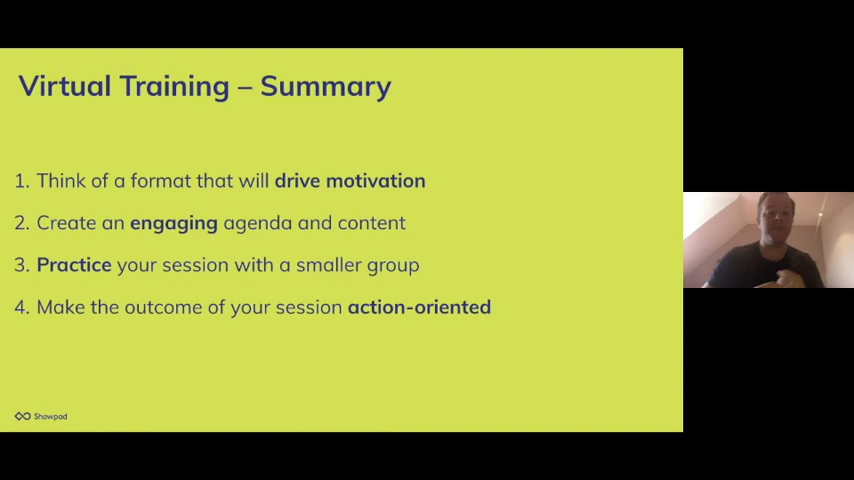 Virtual Training – Summary
1. Think of a format that will drive motivation
2. Create an engaging agenda and content
3. Practice your session with a smaller group
4. Make the outcome of your session action-oriented
Showpad